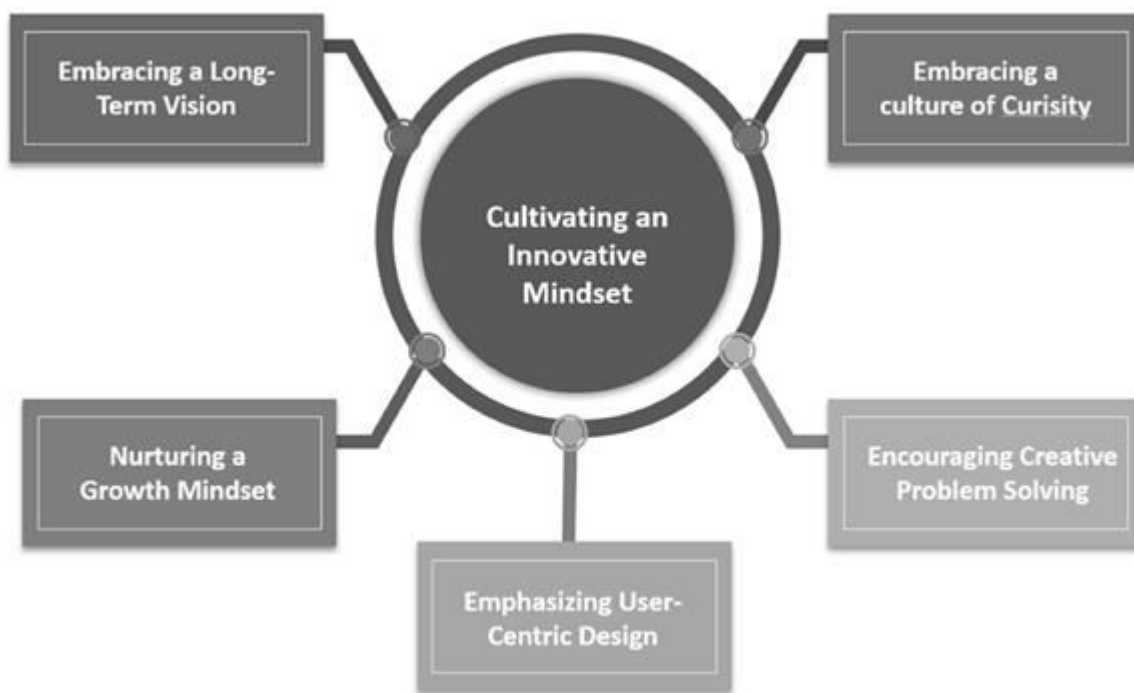 Embracing a Long-
Term Vision
Embracing a
culture of Curisity
Cultivating an
Innovative
Mindset
Nurturing a
Growth Mindset
Encouraging Creative
Problem Solving
Emphasizing User-
Centric Design